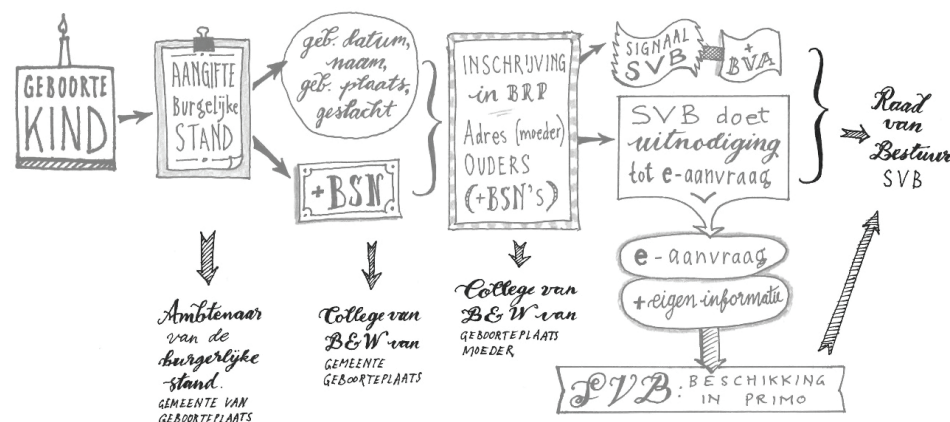 GEBOORTE
KIND
AANGIFTE
Burgelijke
STAND
geb. datum,
naam,
geb. plaats,
geslacht
+BSN
INSCHRIJVING
in BRP
Adres (moeder)
OUDERS
(+BSN's)
SIGNAAL
SVB
+
BVA
SVB doet
uitnodiging
tot e-aanvraag
e-aanvraag
+eigen informatie
SVB: BESCHIKKING
IN PRIMO
Raad
van
Bestuur
SVB
Ambtenaar
van de
burgerlijke
stand.
GEMEENTE VAN
GEBOORTEPLAATS
College van
B&W van
GEMEENTE
GEBOORTEPLAATS
College van
B&W van
GEBOORTEPLAATS
MOEDER